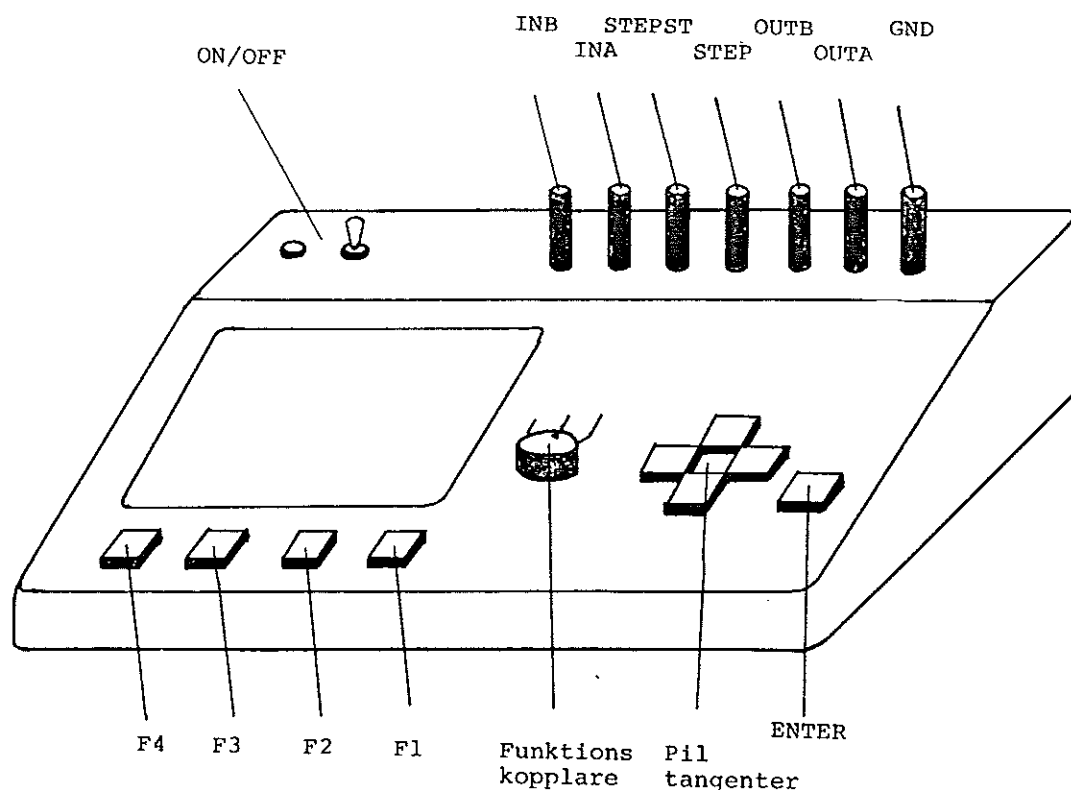 INB STEPST OUTB GND
ON/OFF INA STEP OUTA
F4 F3 F2 F1 Funktions kopplare Pil tangenter ENTER